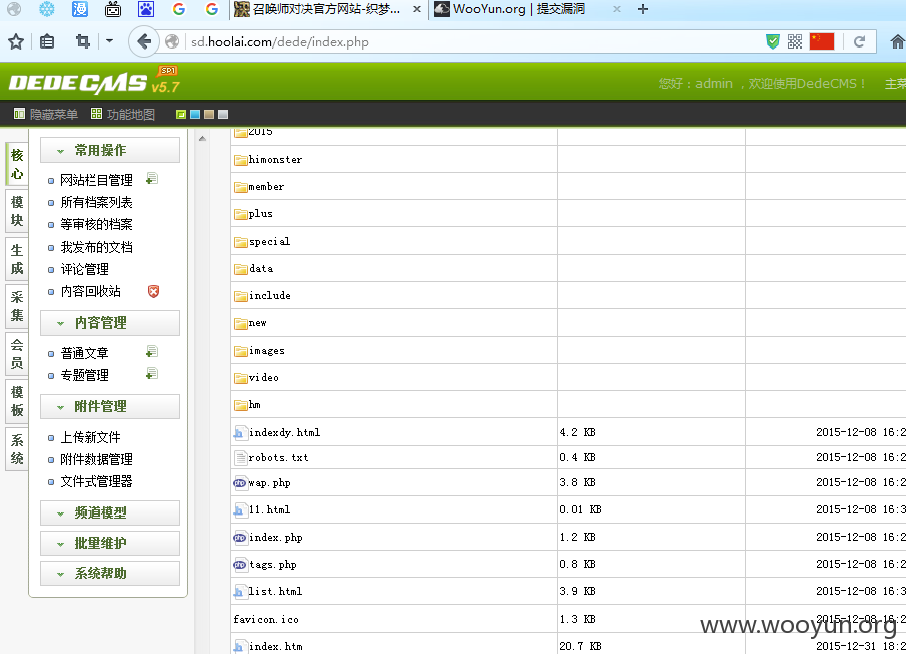 召唤师对决官方网站-织梦...
WooYun.org | 提交漏洞
sd.hoolai.com/dede/index.php
DEDECMS v5.7 SP1
您好：admin ，欢迎使用DedeCMS！ 主菜
隐藏菜单 功能地图
核心
模块
生成
采集
会员
模板
系统
常用操作
网站栏目管理
所有档案列表
等审核的档案
我发布的文档
评论管理
内容回收站
内容管理
普通文章
专题管理
附件管理
上传新文件
附件数据管理
文件式管理器
频道模型
批量维护
系统帮助
2015
himonster
member
plus
special
data
include
new
images
video
hm
indexdy.html 4.2 KB 2015-12-08 16:2
robots.txt 0.4 KB 2015-12-08 16:2
wap.php 3.8 KB 2015-12-08 16:2
11.html 0.01 KB 2015-12-08 16:3
index.php 1.2 KB 2015-12-08 16:2
tags.php 0.8 KB 2015-12-08 16:2
list.html 3.9 KB 2015-12-08 16:3
favicon.ico 1.3 KB 2015-12-08 16:2
index.htm 20.7 KB 2015-12-31 18:2
www.wooyun.org